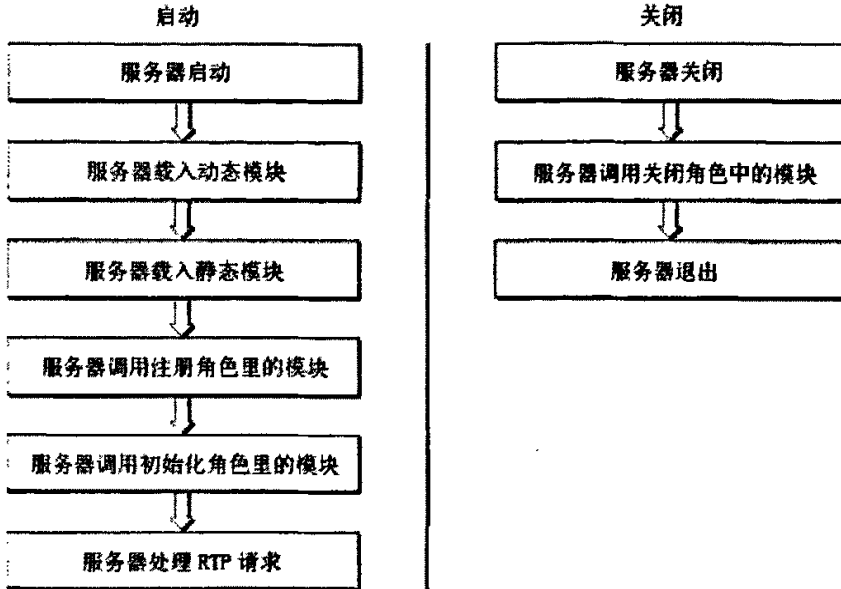 启动
服务器启动
服务器载入动态模块
服务器载入静态模块
服务器调用注册角色里的模块
服务器调用初始化角色里的模块
服务器处理 RTP 请求
关闭
服务器关闭
服务器调用关闭角色中的模块
服务器退出